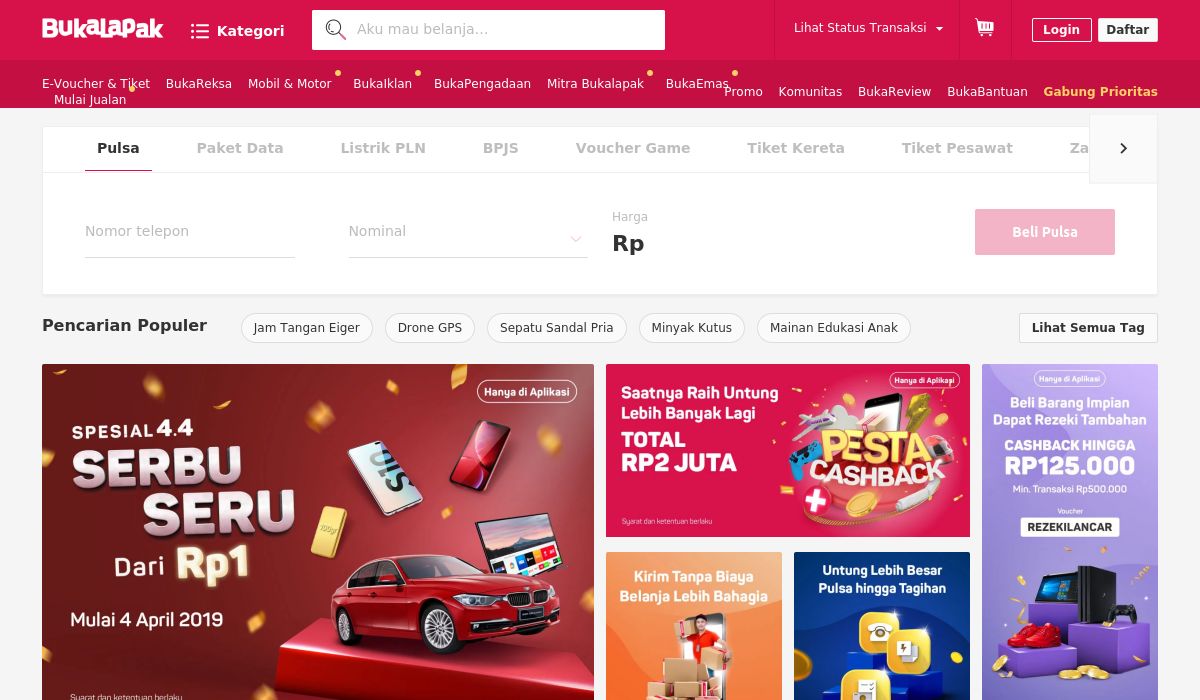 BukaLapak
Kategori
Aku mau belanja...
Lihat Status Transaksi
Login
Daftar
E-Voucher & Tiket
BukaReksa
Mobil & Motor
BukaIklan
BukaPengadaan
Mitra Bukalapak
BukaEmas
Mulai Jualan
Promo
Komunitas
BukaReview
BukaBantuan
Gabung Prioritas
Pulsa
Paket Data
Listrik PLN
BPJS
Voucher Game
Tiket Kereta
Tiket Pesawat
Za
Nomor telepon
Nominal
Harga
Rp
Beli Pulsa
Pencarian Populer
Jam Tangan Eiger
Drone GPS
Sepatu Sandal Pria
Minyak Kutus
Mainan Edukasi Anak
Lihat Semua Tag
Hanya di Aplikasi
SPESIAL 4.4
SERBU
SERU
Dari Rp1
Mulai 4 April 2019
Syarat dan ketentuan berlaku
S10
100gr
Hanya di Aplikasi
Saatnya Raih Untung
Lebih Banyak Lagi
TOTAL
RP2 JUTA
PESTA
CASHBACK
Syarat dan ketentuan berlaku
Kirim Tanpa Biaya
Belanja Lebih Bahagia
Untung Lebih Besar
Pulsa hingga Tagihan
Hanya di Aplikasi
Beli Barang Impian
Dapat Rezeki Tambahan
CASHBACK HINGGA
RP125.000
Min. Transaksi Rp500.000
Voucher
REZEKILANCAR